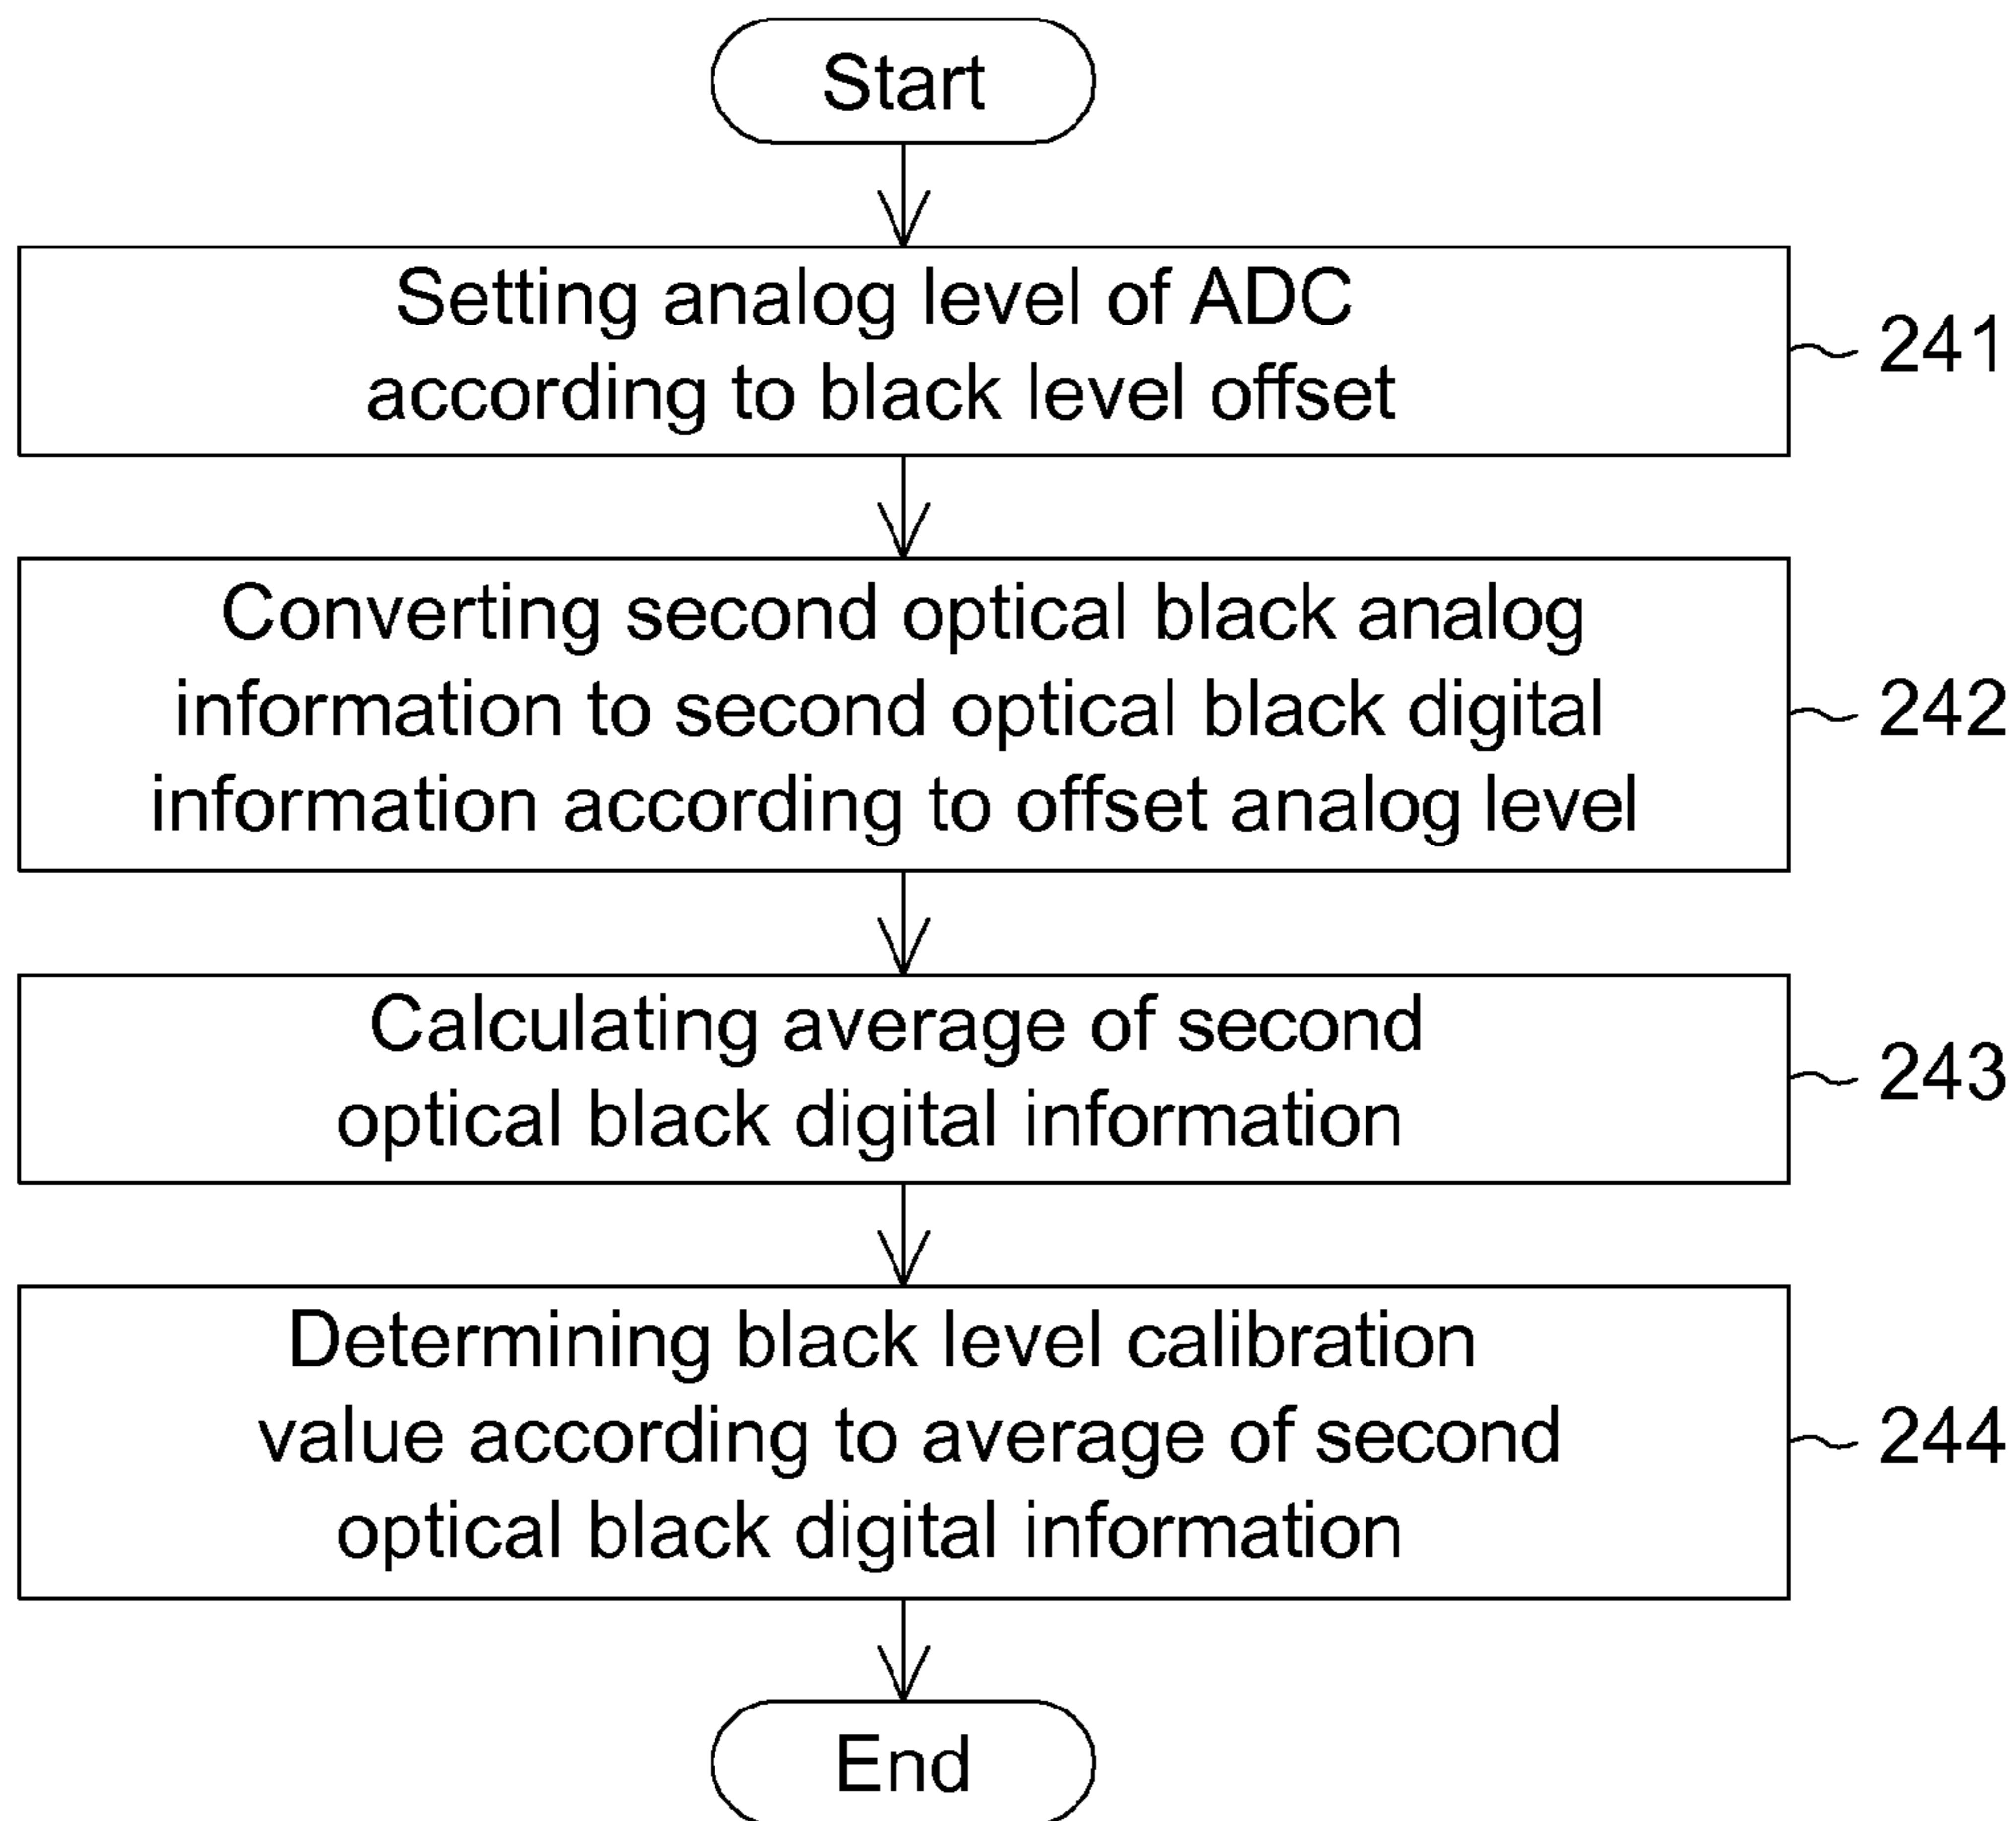 Start
Setting analog level of ADC
according to black level offset
241
Converting second optical black analog
information to second optical black digital
information according to offset analog level
242
Calculating average of second
optical black digital information
243
Determining black level calibration
value according to average of second
optical black digital information
244
End